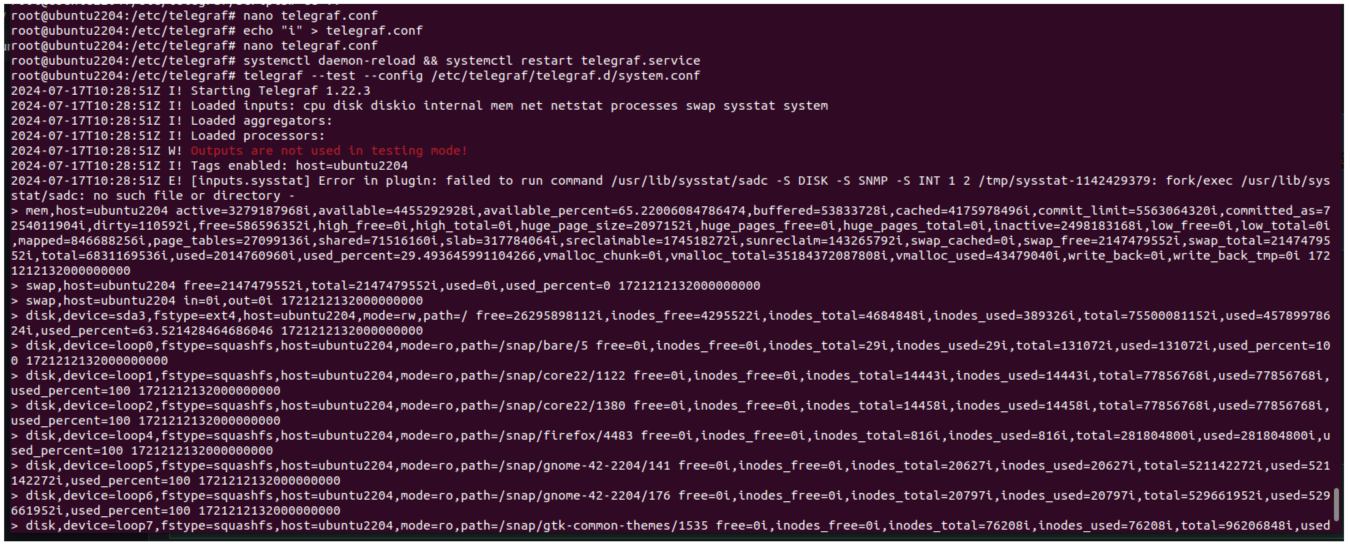 root@ubuntu2204:/etc/telegraf# nano telegraf.conf
root@ubuntu2204:/etc/telegraf# echo "i" > telegraf.conf
root@ubuntu2204:/etc/telegraf# nano telegraf.conf
root@ubuntu2204:/etc/telegraf# systemctl daemon-reload && systemctl restart telegraf.service
root@ubuntu2204:/etc/telegraf# telegraf --test --config /etc/telegraf/telegraf.d/system.conf
2024-07-17T10:28:51Z I! Starting Telegraf 1.22.3
2024-07-17T10:28:51Z I! Loaded inputs: cpu disk diskio internal mem net netstat processes swap sysstat system
2024-07-17T10:28:51Z I! Loaded aggregators:
2024-07-17T10:28:51Z I! Loaded processors:
2024-07-17T10:28:51Z W! Outputs are not used in testing mode!
2024-07-17T10:28:51Z I! Tags enabled: host=ubuntu2204
2024-07-17T10:28:51Z E! [inputs.sysstat] Error in plugin: failed to run command /usr/lib/sysstat/sadc -S DISK -S SNMP -S INT 1 2 /tmp/sysstat-1142429379: fork/exec /usr/lib/sys
stat/sadc: no such file or directory -
> mem,host=ubuntu2204 active=3279187968i,available=4455292928i,available_percent=65.22006084786474,buffered=53833728i,cached=4175978496i,commit_limit=5563064320i,committed_as=7
254011904i,dirty=110592i,free=586596352i,high_free=0i,high_total=0i,huge_page_size=2097152i,huge_pages_free=0i,huge_pages_total=0i,inactive=2498183168i,low_free=0i,low_total=0i
,mapped=846688256i,page_tables=27099136i,shared=71516160i,slab=317784064i,sreclaimable=174518272i,sunreclaim=143265792i,swap_cached=0i,swap_free=2147479552i,swap_total=21474795
52i,total=6831169536i,used=2014760960i,used_percent=29.493645991104266,vmalloc_chunk=0i,vmalloc_total=35184372087808i,vmalloc_used=43479040i,write_back=0i,write_back_tmp=0i 172
1212132000000000
> swap,host=ubuntu2204 free=2147479552i,total=2147479552i,used=0i,used_percent=0 1721212132000000000
> swap,host=ubuntu2204 in=0i,out=0i 1721212132000000000
> disk,device=sda3,fstype=ext4,host=ubuntu2204,mode=rw,path=/ free=26295898112i,inodes_free=4295522i,inodes_total=4684848i,inodes_used=389326i,total=75500081152i,used=457899786
24i,used_percent=63.521428464686046 1721212132000000000
> disk,device=loop0,fstype=squashfs,host=ubuntu2204,mode=ro,path=/snap/bare/5 free=0i,inodes_free=0i,inodes_total=29i,inodes_used=29i,total=131072i,used=131072i,used_percent=10
0 1721212132000000000
> disk,device=loop1,fstype=squashfs,host=ubuntu2204,mode=ro,path=/snap/core22/1122 free=0i,inodes_free=0i,inodes_total=14443i,inodes_used=14443i,total=77856768i,used=77856768i,
used_percent=100 1721212132000000000
> disk,device=loop2,fstype=squashfs,host=ubuntu2204,mode=ro,path=/snap/core22/1380 free=0i,inodes_free=0i,inodes_total=14458i,inodes_used=14458i,total=77856768i,used=77856768i,
used_percent=100 1721212132000000000
> disk,device=loop4,fstype=squashfs,host=ubuntu2204,mode=ro,path=/snap/firefox/4483 free=0i,inodes_free=0i,inodes_total=816i,inodes_used=816i,total=281804800i,used=281804800i,u
sed_percent=100 1721212132000000000
> disk,device=loop5,fstype=squashfs,host=ubuntu2204,mode=ro,path=/snap/gnome-42-2204/141 free=0i,inodes_free=0i,inodes_total=20627i,inodes_used=20627i,total=521142272i,used=521
142272i,used_percent=100 1721212132000000000
> disk,device=loop6,fstype=squashfs,host=ubuntu2204,mode=ro,path=/snap/gnome-42-2204/176 free=0i,inodes_free=0i,inodes_total=20797i,inodes_used=20797i,total=529661952i,used=529
661952i,used_percent=100 1721212132000000000
> disk,device=loop7,fstype=squashfs,host=ubuntu2204,mode=ro,path=/snap/gtk-common-themes/1535 free=0i,inodes_free=0i,inodes_total=76208i,inodes_used=76208i,total=96206848i,used